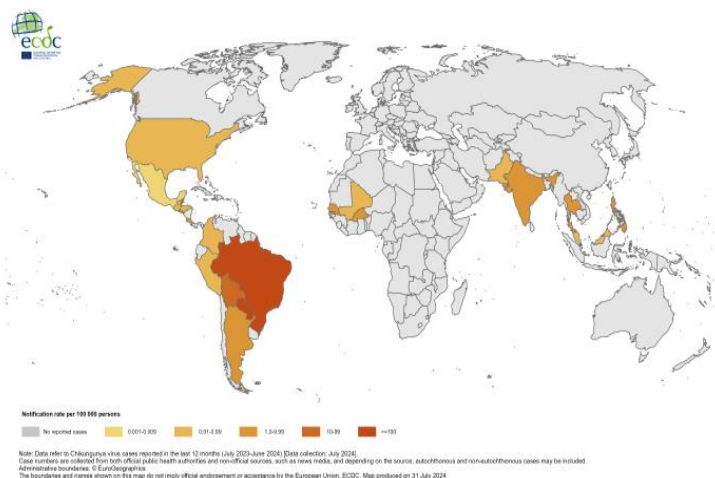 ecdc
Notification rate per 100 000 persons
No reported cases
0.001-0.009
0.01-0.99
1.0-9.99
10-99
>=100
Note: Data refer to Chikungunya virus cases reported in the last 12 months (July 2023-June 2024) [Data collection: July 2024].
Case numbers are collected from both official public health authorities and non-official sources, such as news media, and depending on the source, autochthonous and non-autochthonous cases may be included.
Administrative boundaries: © EuroGeographics
The boundaries and names shown on this map do not imply official endorsement or acceptance by the European Union. ECDC. Map produced on 31 July 2024